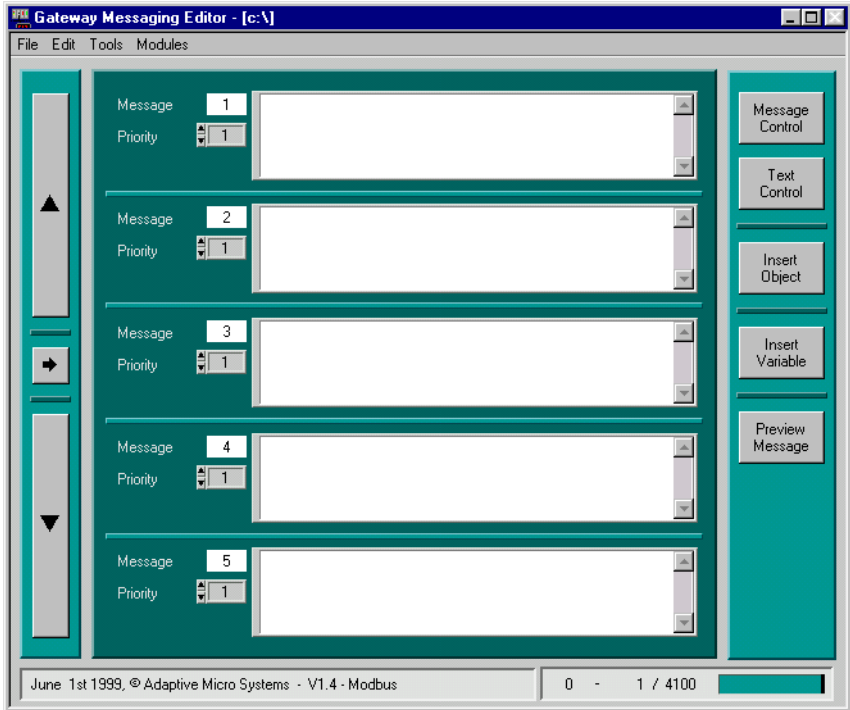 Gateway Messaging Editor - [c:\]
File Edit Tools Modules
Message 1
Priority 1
Message 2
Priority 1
Message 3
Priority 1
Message 4
Priority 1
Message 5
Priority 1
Message
Control
Text
Control
Insert
Object
Insert
Variable
Preview
Message
June 1st 1999, © Adaptive Micro Systems - V1.4 - Modbus
0 - 1 / 4100